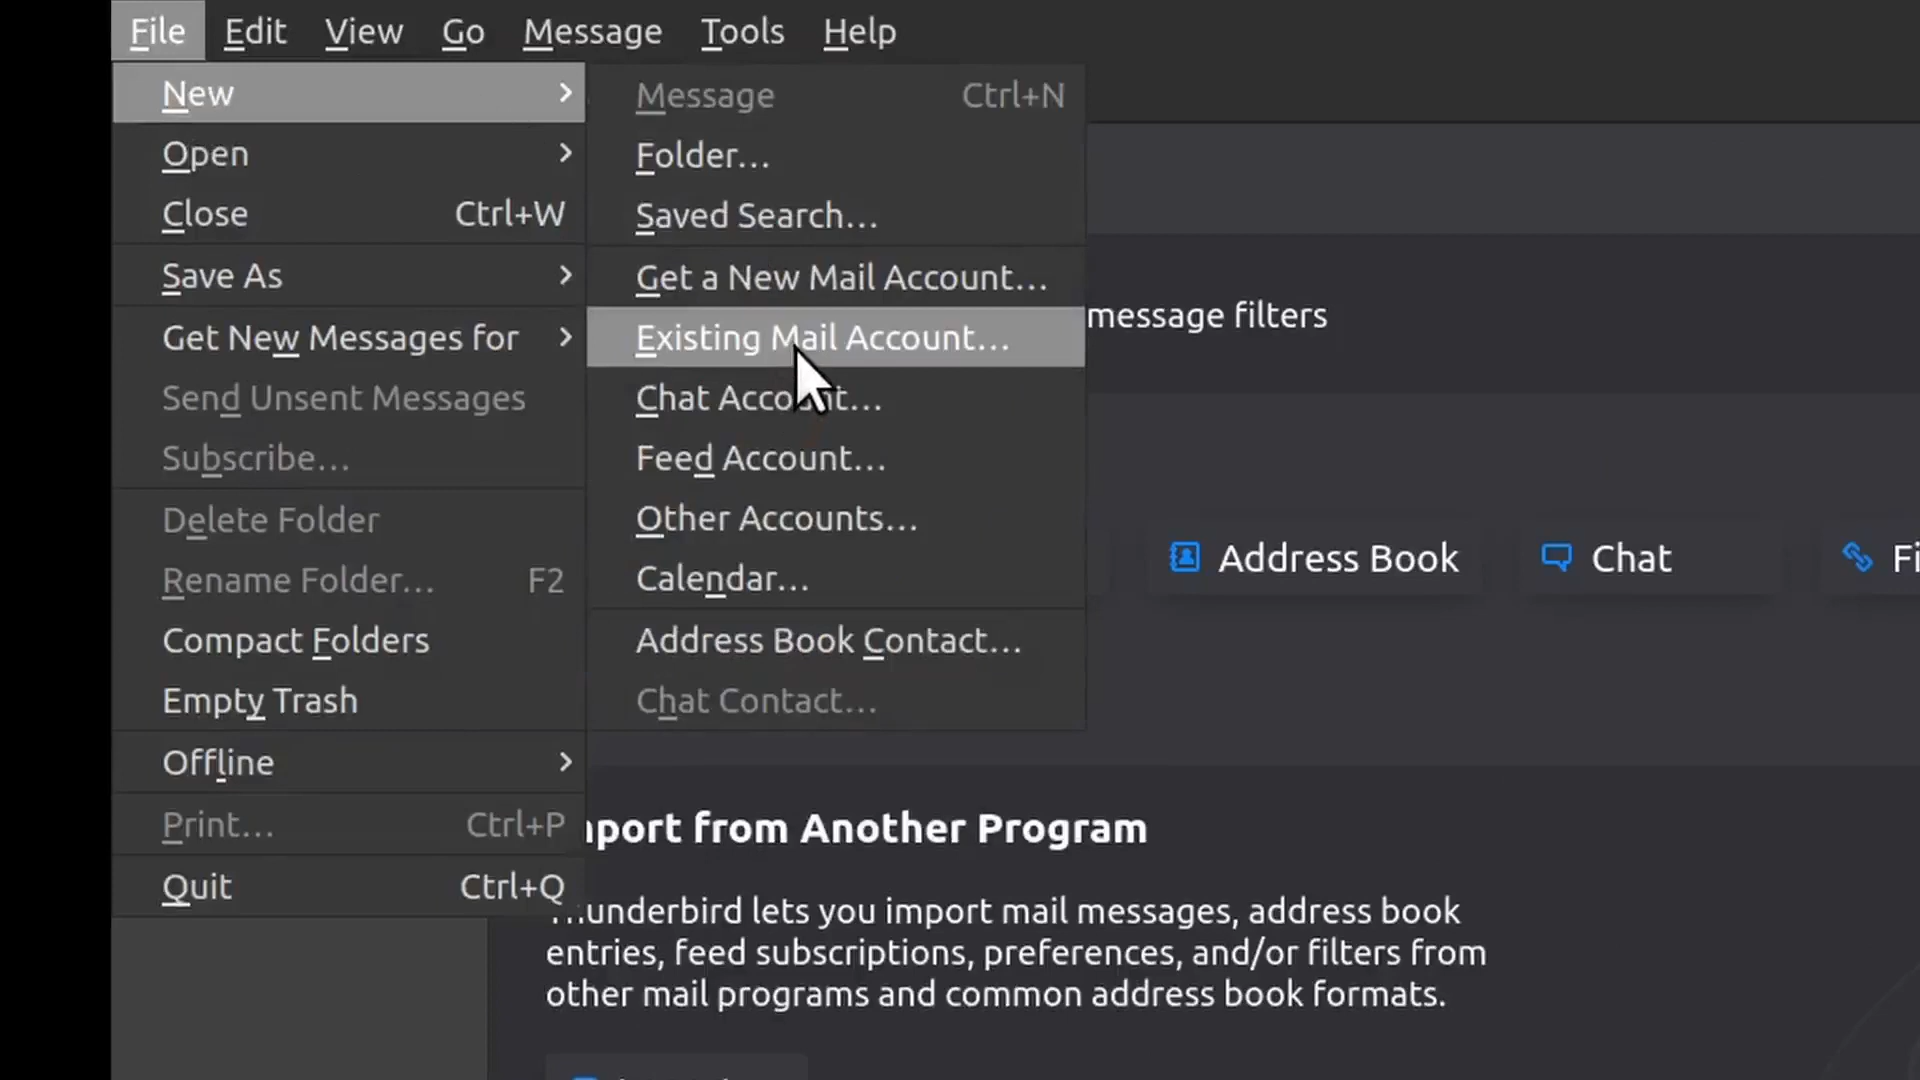 File Edit View Go Message Tools Help
New
Open
Close Ctrl+W
Save As
Get New Messages for
Send Unsent Messages
Subscribe...
Delete Folder
Rename Folder... F2
Compact Folders
Empty Trash
Offline
Print... Ctrl+P
Quit Ctrl+Q
Message Ctrl+N
Folder...
Saved Search...
Get a New Mail Account...
Existing Mail Account...
Chat Account...
Feed Account...
Other Accounts...
Calendar...
Address Book Contact...
Chat Contact...
message filters
Address Book
Chat
from Another Program
Thunderbird lets you import mail messages, address book
entries, feed subscriptions, preferences, and/or filters from
other mail programs and common address book formats.